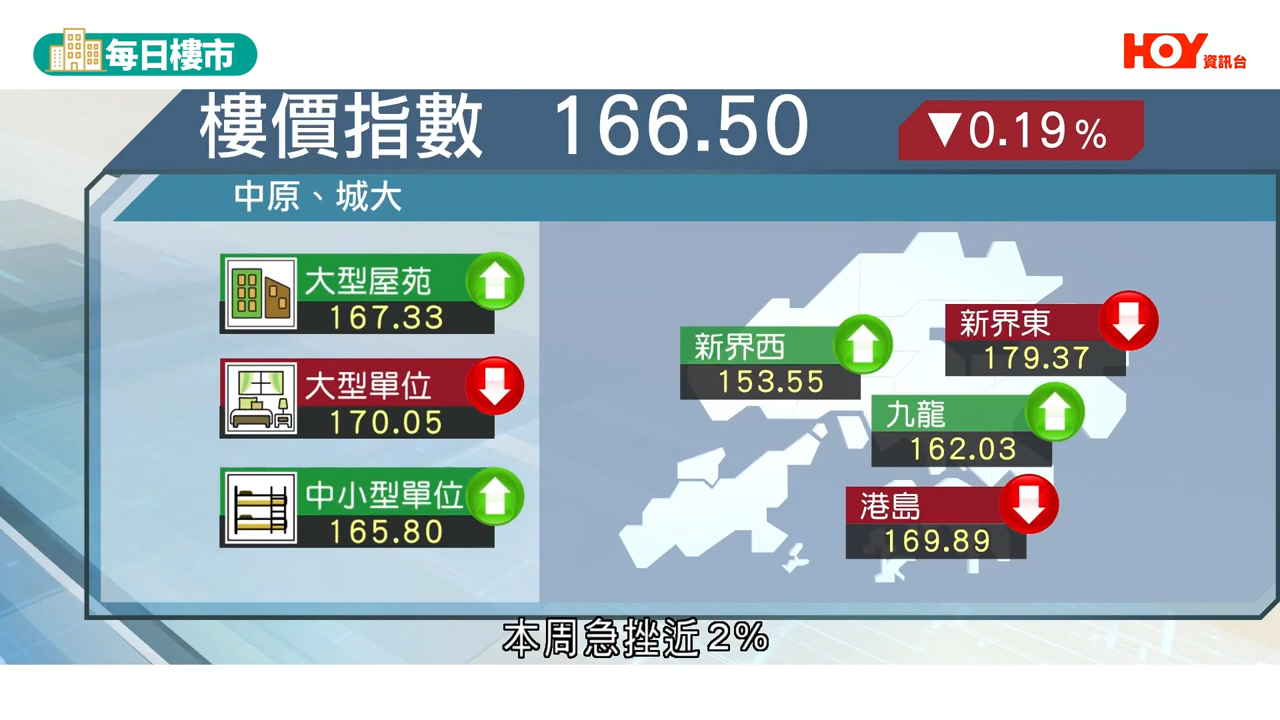 每日樓市
HOY 資訊台
樓價指數 166.50 ▼0.19%
中原、城大
大型屋苑
167.33
大型單位
170.05
中小型單位
165.80
新界西
153.55
新界東
179.37
九龍
162.03
港島
169.89
本周急挫近2%